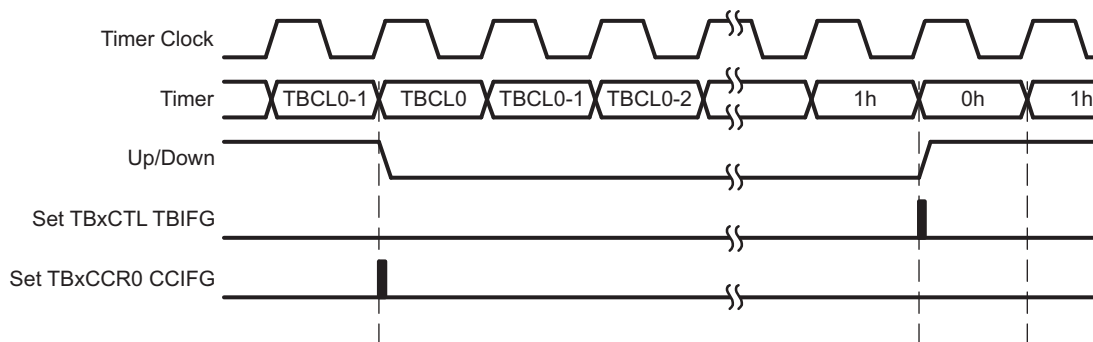 Timer Clock
Timer
TBCL0-1
TBCL0
TBCL0-1
TBCL0-2
1h
0h
1h
Up/Down
Set TBxCTL TBIFG
Set TBxCCR0 CCIFG